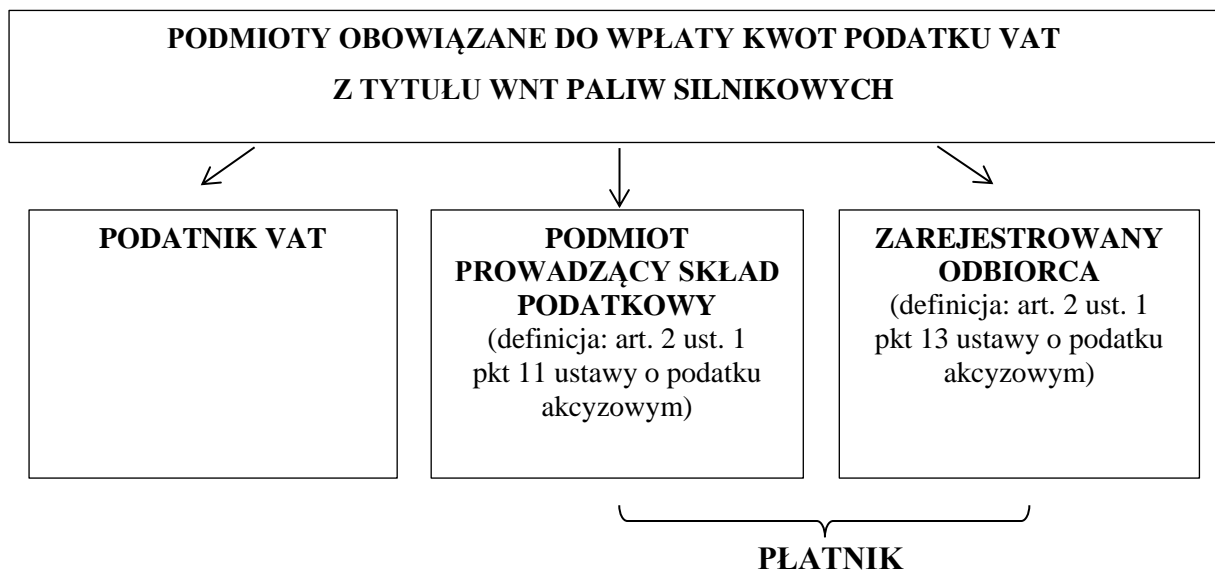 PODMIOTY OBOWIĄZANE DO WPŁATY KWOT PODATKU VAT
Z TYTUŁU WNT PALIW SILNIKOWYCH
PODATNIK VAT
PODMIOT
PROWADZĄCY SKŁAD
PODATKOWY
(definicja: art. 2 ust. 1
pkt 11 ustawy o podatku
akcyzowym)
ZAREJESTROWANY
ODBIORCA
(definicja: art. 2 ust. 1
pkt 13 ustawy o podatku
akcyzowym)
PŁATNIK